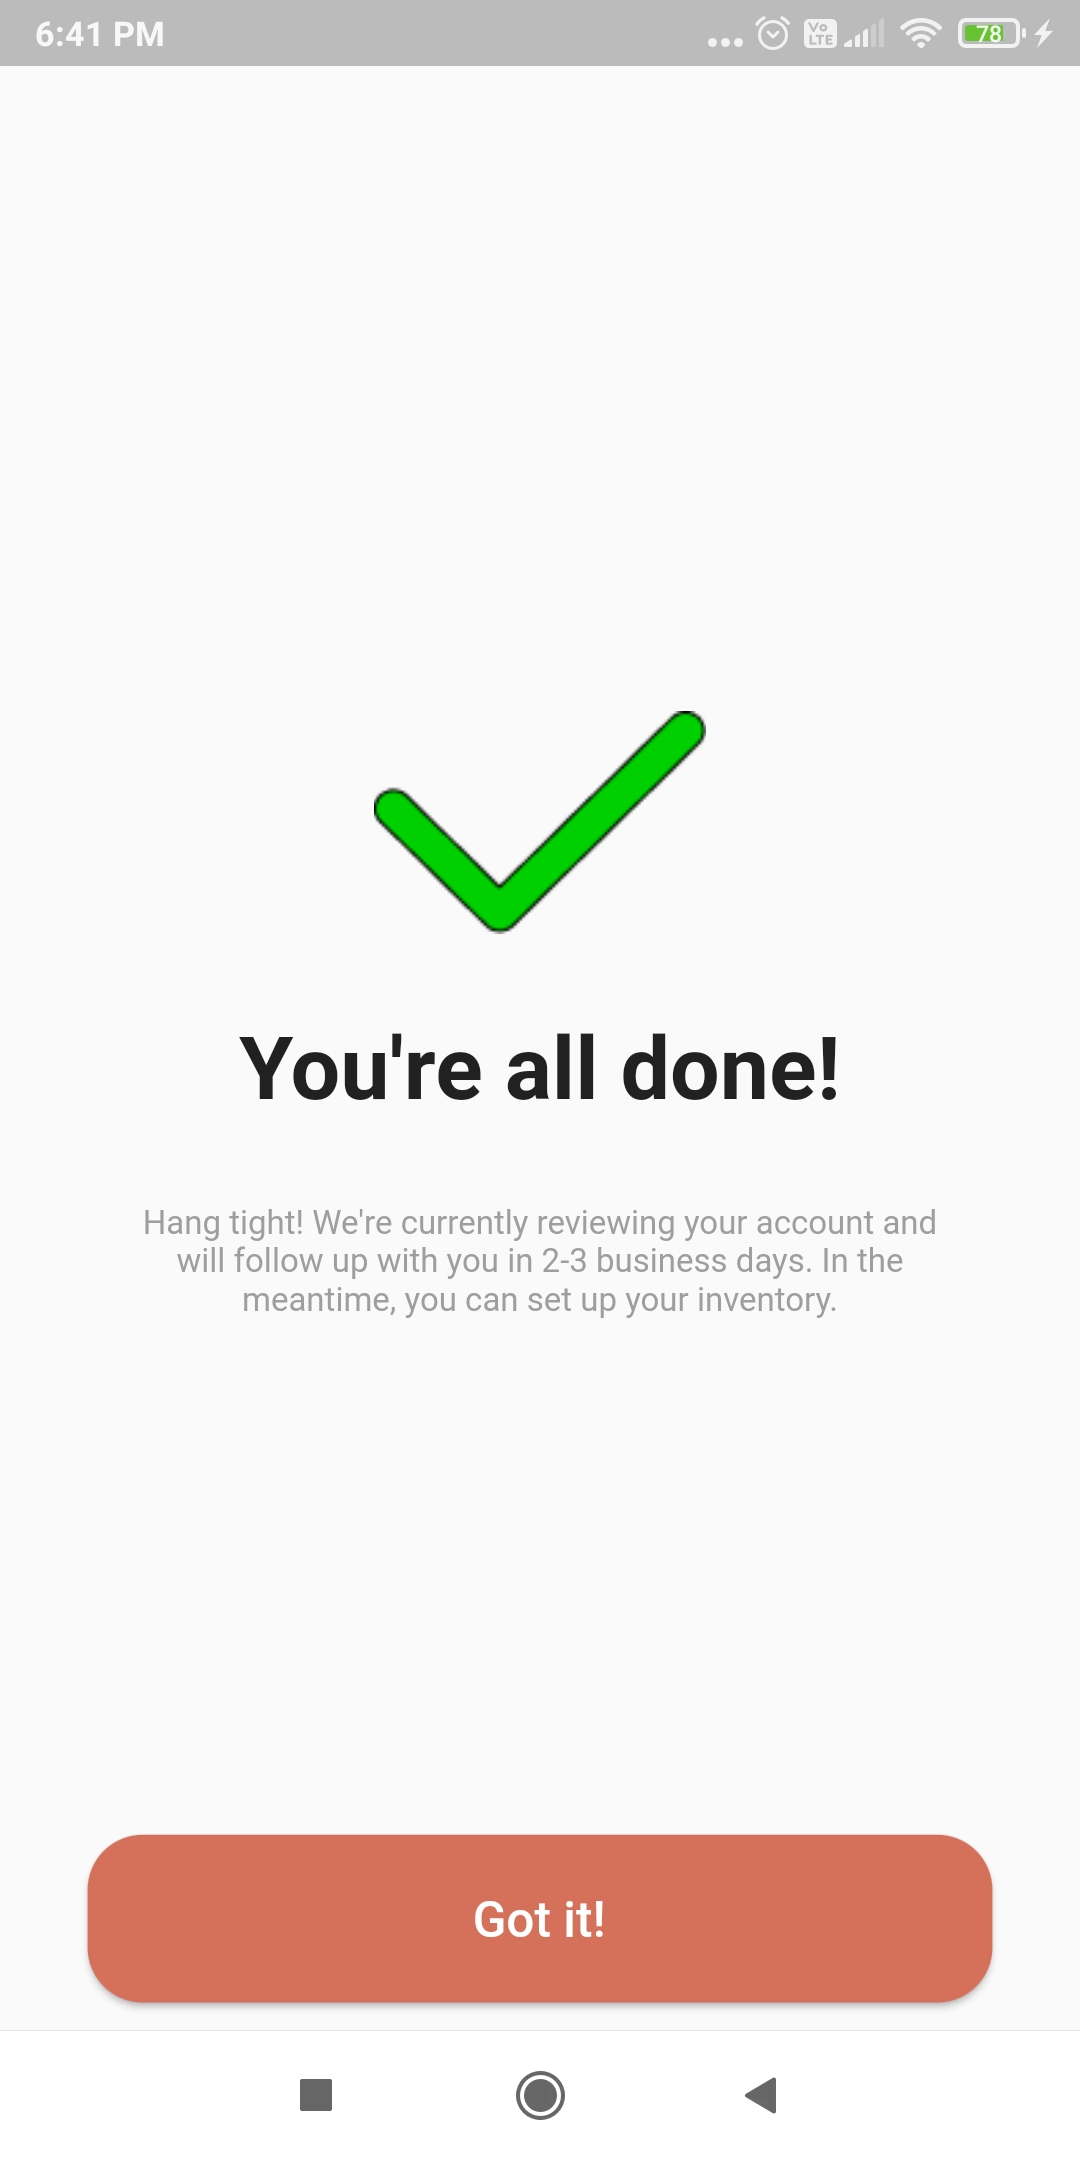 6:41 PM
Vo
LTE
78
You're all done!
Hang tight! We're currently reviewing your account and
will follow up with you in 2-3 business days. In the
meantime, you can set up your inventory.
Got it!